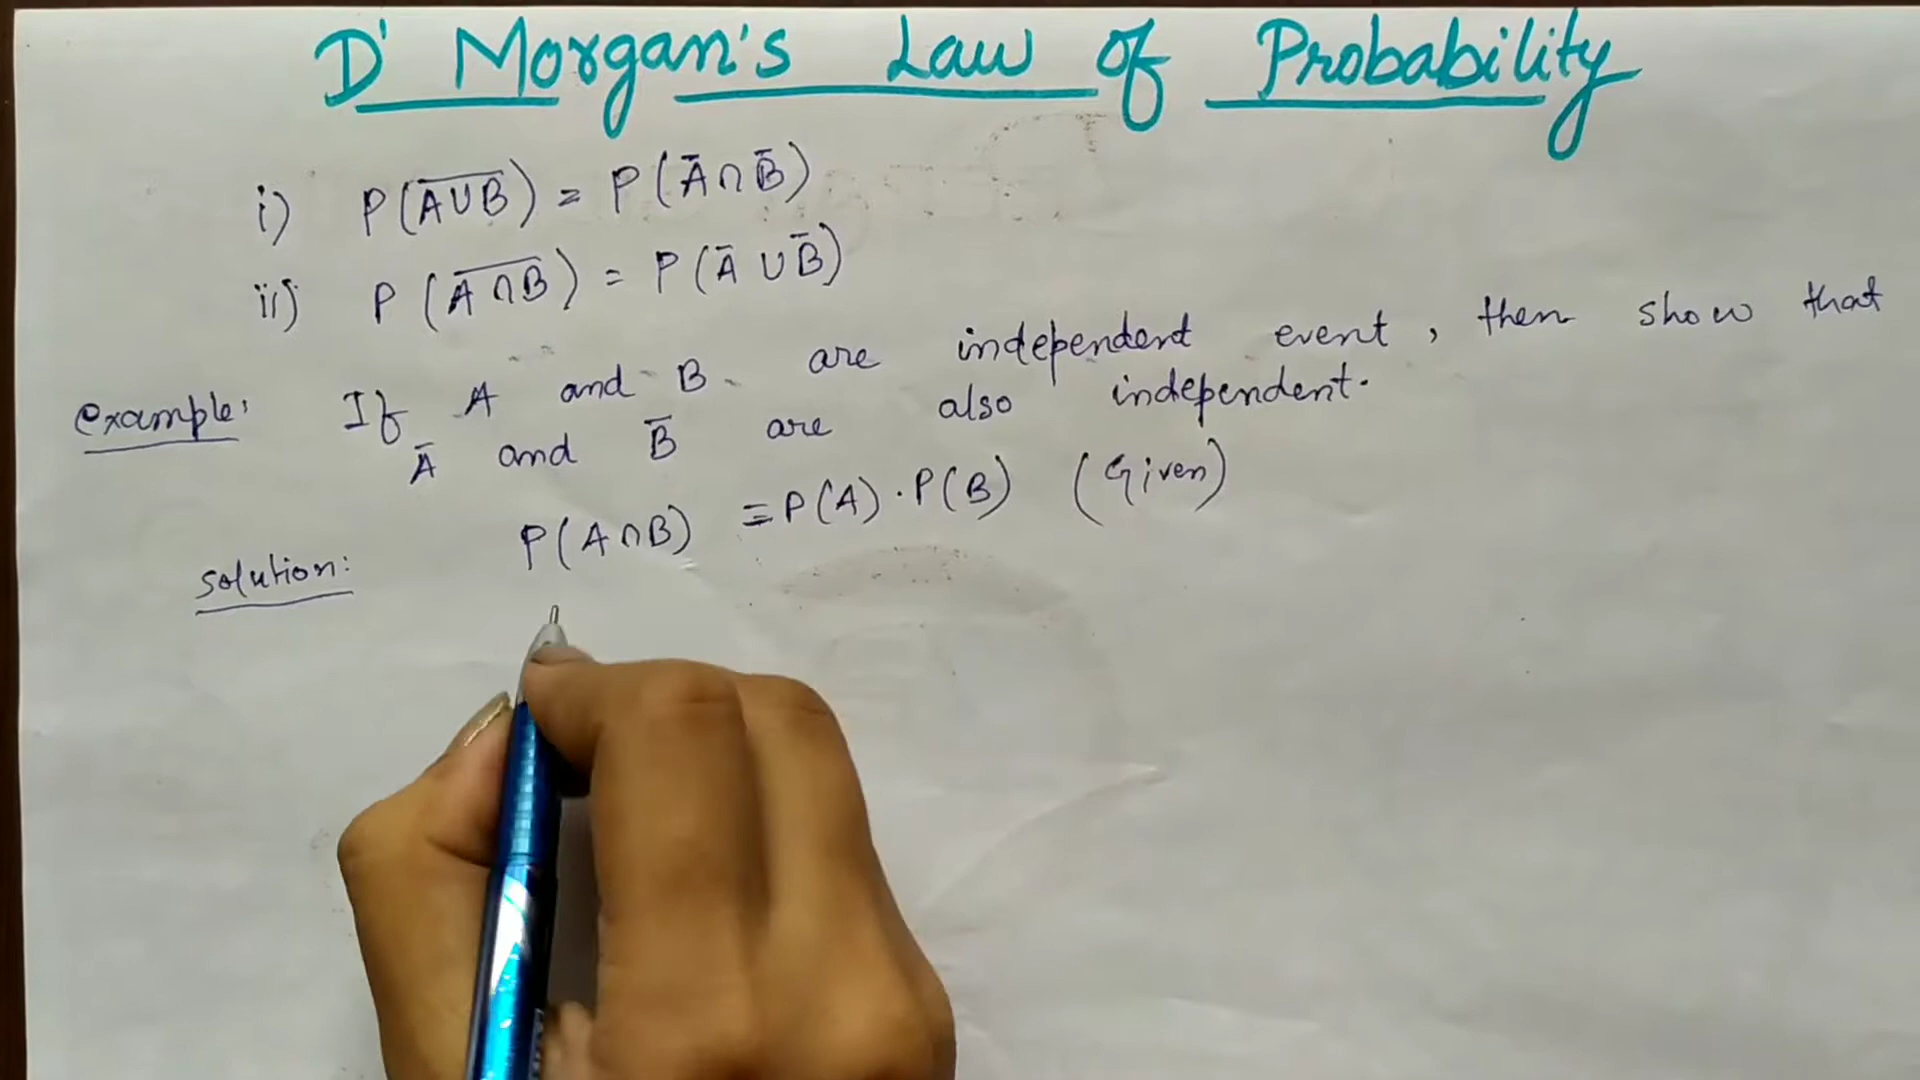 D' Morgan's Law of Probability
i) P(A̅U̅B̅) = P(A̅∩B̅)
ii) P(A̅∩̅B̅) = P(A̅ ∪ B̅)
example: If A and B are independent event, then show that
A̅ and B̅ are also independent.
solution: P(A∩B) = P(A)·P(B) (Given)